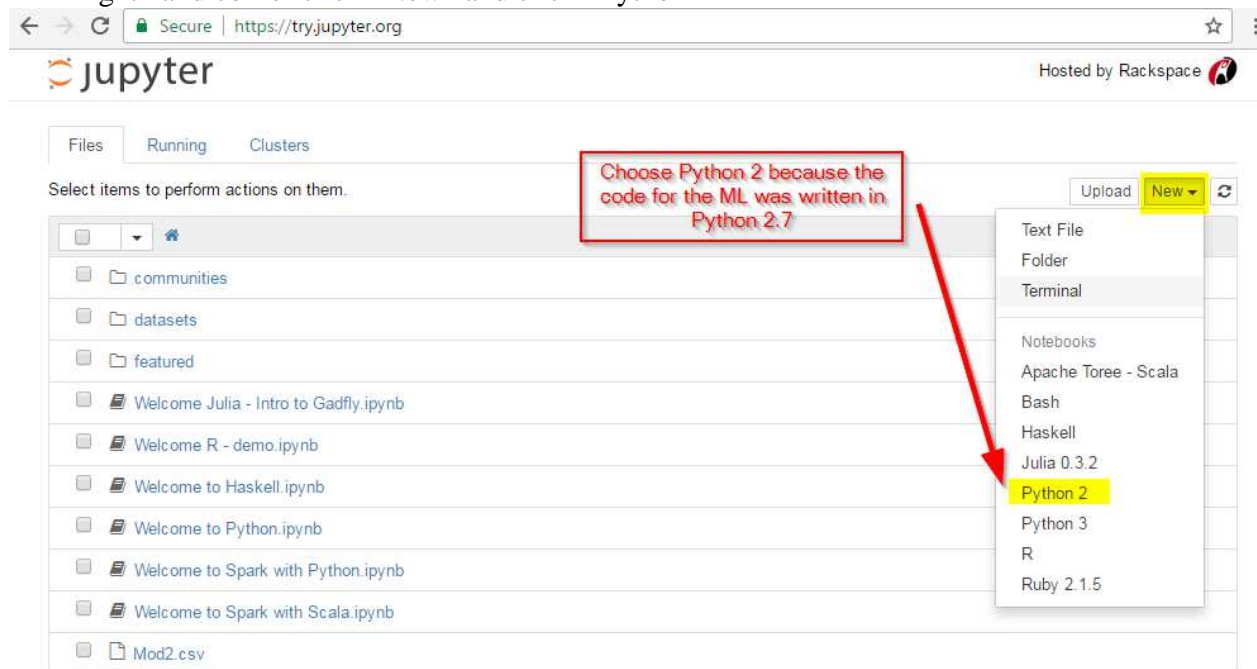 Secure | https://try.jupyter.org
jupyter
Hosted by Rackspace
Files Running Clusters
Select items to perform actions on them.
Choose Python 2 because the
code for the ML was written in
Python 2.7
Upload New
Text File
Folder
Terminal
Notebooks
Apache Toree - Scala
Bash
Haskell
Julia 0.3.2
Python 2
Python 3
R
Ruby 2.1.5
communities
datasets
featured
Welcome Julia - Intro to Gadfly.ipynb
Welcome R - demo.ipynb
Welcome to Haskell.ipynb
Welcome to Python.ipynb
Welcome to Spark with Python.ipynb
Welcome to Spark with Scala.ipynb
Mod2.csv